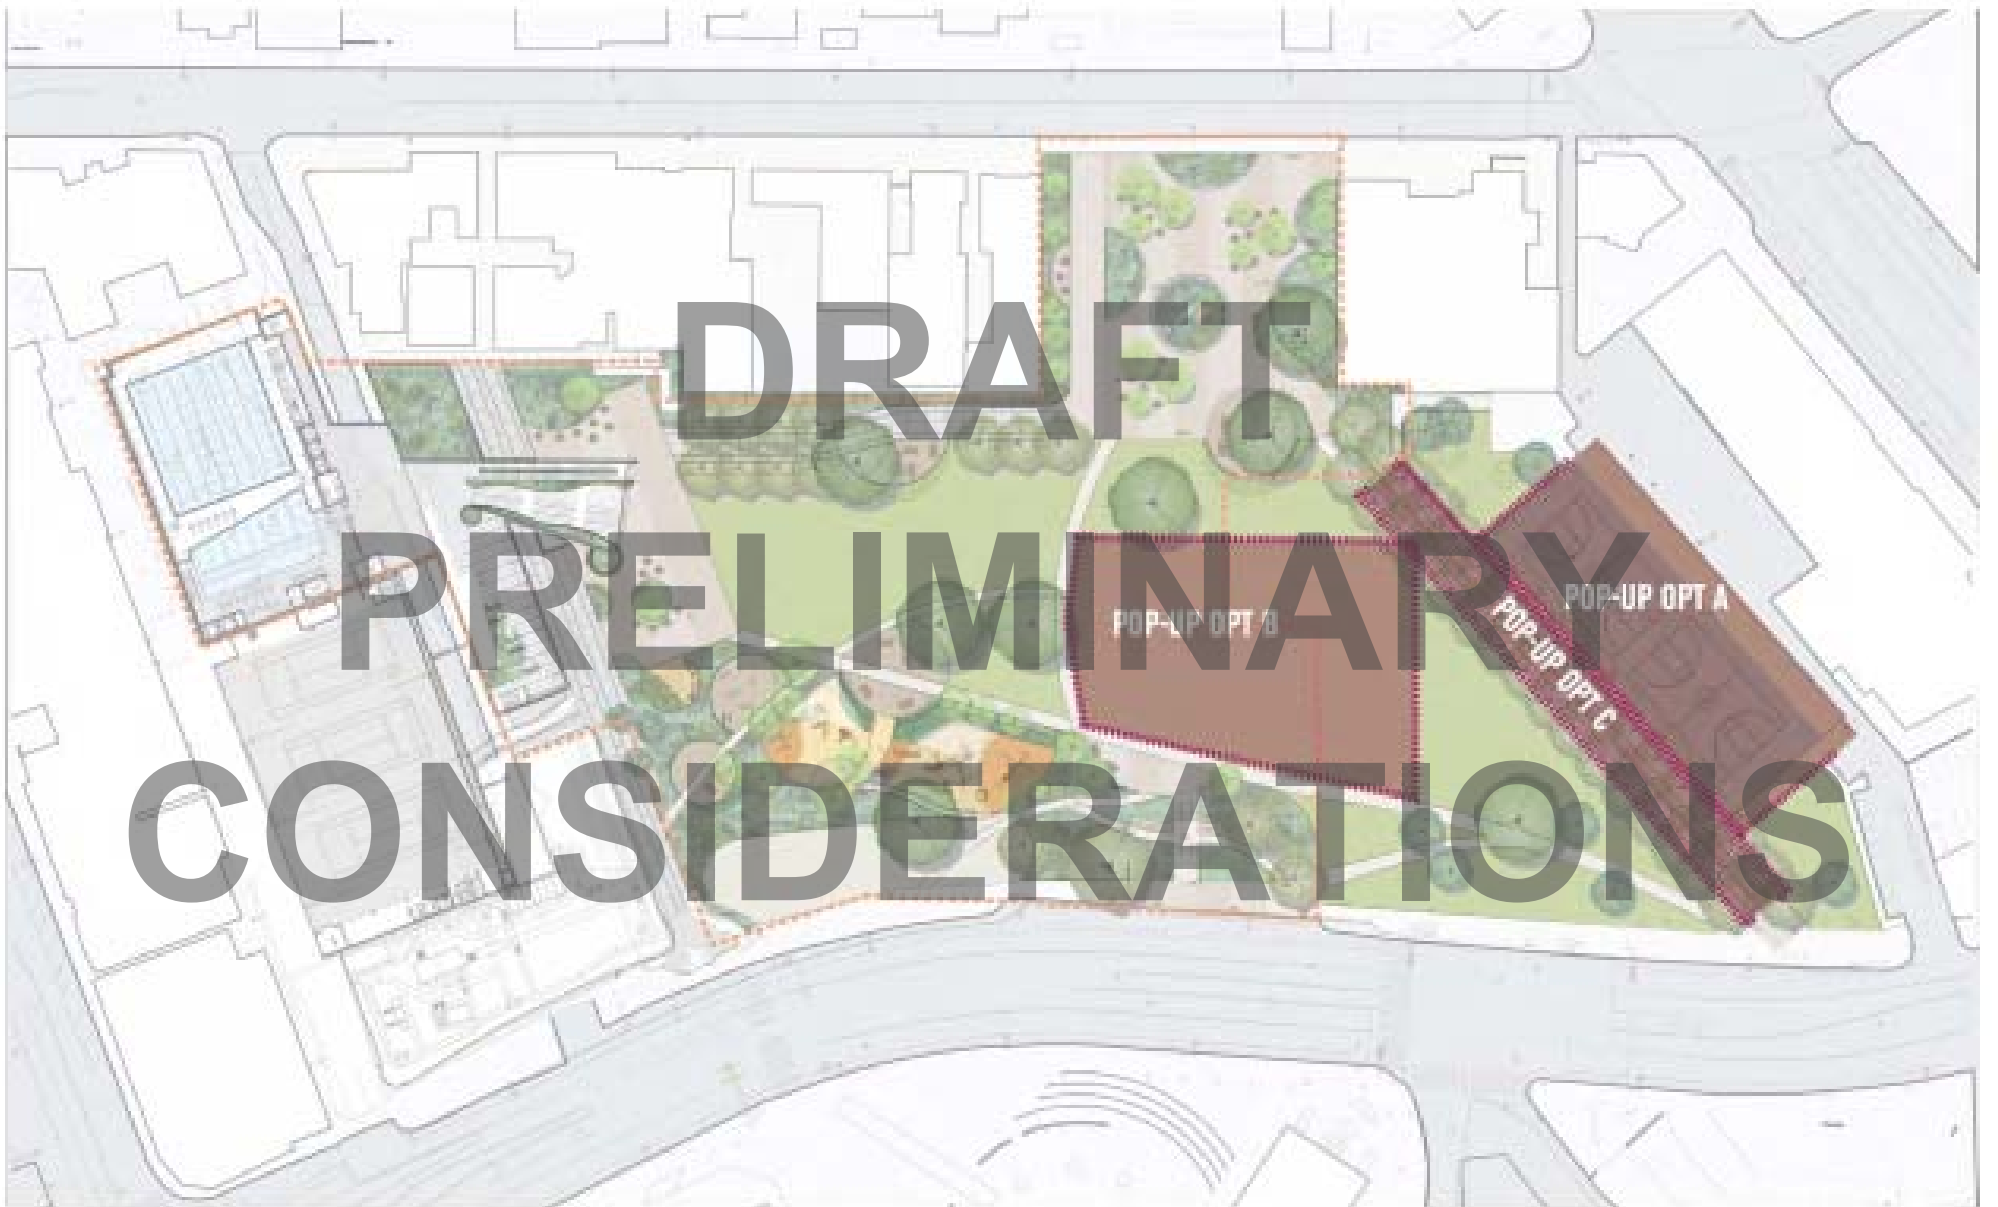 DRAFT
PRELIMINARY
CONSIDERATIONS
POP-UP OPT A
POP-UP OPT B
POP-UP OPT C